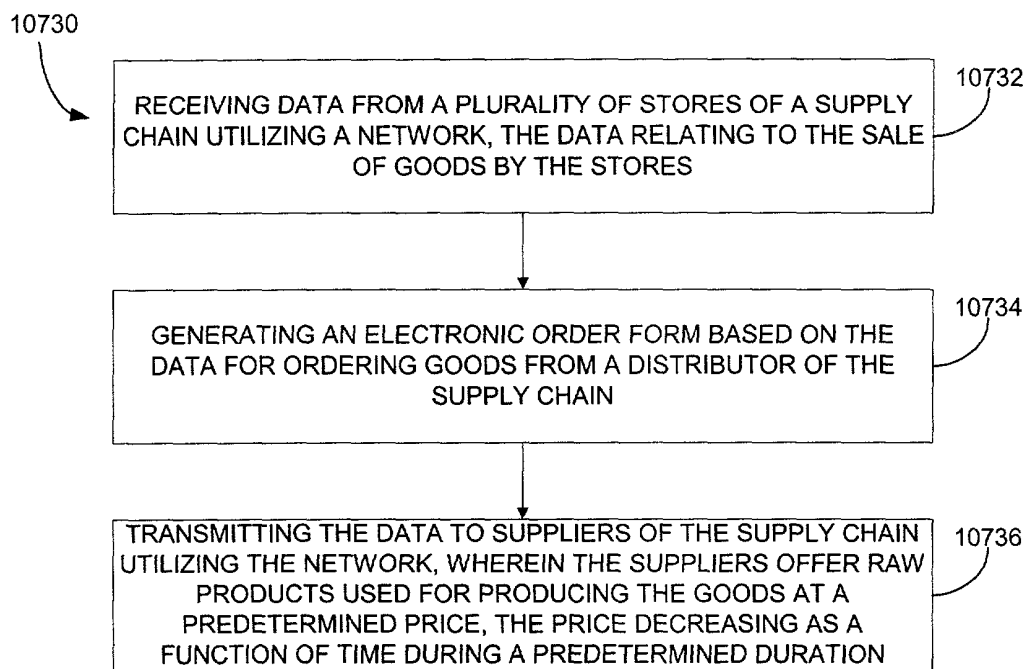 10730
10732
RECEIVING DATA FROM A PLURALITY OF STORES OF A SUPPLY
CHAIN UTILIZING A NETWORK, THE DATA RELATING TO THE SALE
OF GOODS BY THE STORES
10734
GENERATING AN ELECTRONIC ORDER FORM BASED ON THE
DATA FOR ORDERING GOODS FROM A DISTRIBUTOR OF THE
SUPPLY CHAIN
10736
TRANSMITTING THE DATA TO SUPPLIERS OF THE SUPPLY CHAIN
UTILIZING THE NETWORK, WHEREIN THE SUPPLIERS OFFER RAW
PRODUCTS USED FOR PRODUCING THE GOODS AT A
PREDETERMINED PRICE, THE PRICE DECREASING AS A
FUNCTION OF TIME DURING A PREDETERMINED DURATION